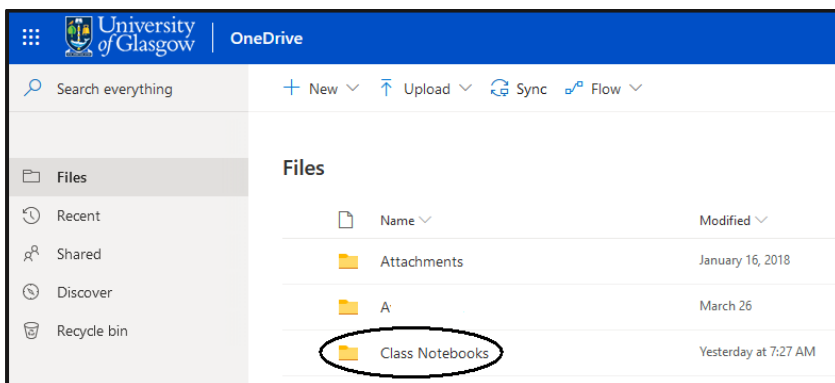 University
of Glasgow
OneDrive
Search everything
New
Upload
Sync
Flow
Files
Recent
Shared
Discover
Recycle bin
Files
Name
Modified
Attachments
January 16, 2018
March 26
Class Notebooks
Yesterday at 7:27 AM